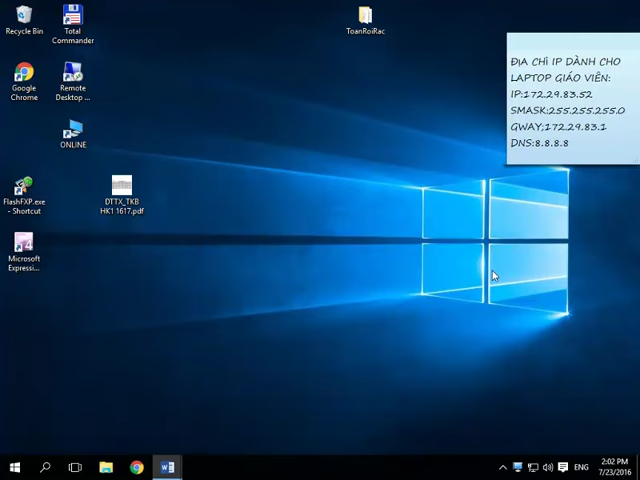 Recycle Bin
Total
Commander
ToanRoiRac
Google
Chrome
Remote
Desktop ...
ONLINE
FlashFXP.exe
- Shortcut
DTTX_TKB
HK1 1617.pdf
Microsoft
Expressi...
ĐỊA CHỈ IP DÀNH CHO
LAPTOP GIÁO VIÊN:
IP:172.29.83.52
SMASK:255.255.255.0
GWAY:172.29.83.1
DNS:8.8.8.8
ENG
2:02 PM
7/23/2016